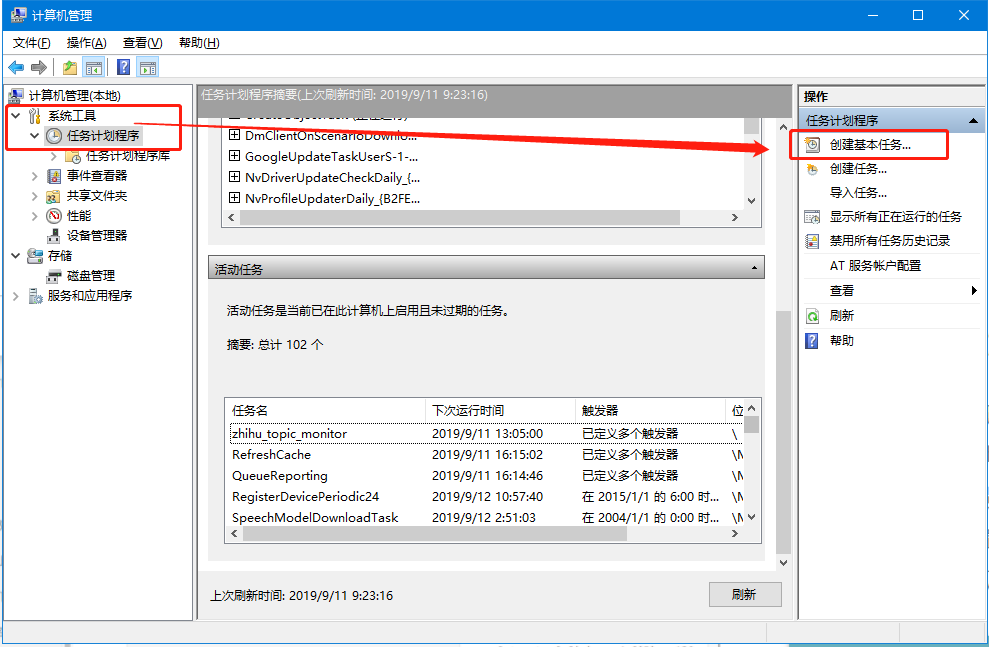 计算机管理
文件(F) 操作(A) 查看(V) 帮助(H)
计算机管理(本地)
系统工具
任务计划程序
任务计划程序库
事件查看器
共享文件夹
性能
设备管理器
存储
磁盘管理
服务和应用程序
任务计划程序摘要(上次刷新时间: 2019/9/11 9:23:16)
DmClientOnScenarioDownlo...
GoogleUpdateTaskUserS-1-...
NvDriverUpdateCheckDaily_{...
NvProfileUpdaterDaily_{B2FE...
活动任务
活动任务是当前已在此计算机上启用且未过期的任务。
摘要: 总计 102 个
任务名 下次运行时间 触发器 位
zhihu_topic_monitor 2019/9/11 13:05:00 已定义多个触发器 \
RefreshCache 2019/9/11 16:15:02 已定义多个触发器 \M
QueueReporting 2019/9/11 16:14:46 已定义多个触发器 \M
RegisterDevicePeriodic24 2019/9/12 10:57:40 在 2015/1/1 的 6:00 时... \M
SpeechModelDownloadTask 2019/9/12 2:51:03 在 2004/1/1 的 0:00 时... \M
上次刷新时间: 2019/9/11 9:23:16
刷新
操作
任务计划程序
创建基本任务...
创建任务...
导入任务...
显示所有正在运行的任务
禁用所有任务历史记录
AT 服务帐户配置
查看
刷新
帮助